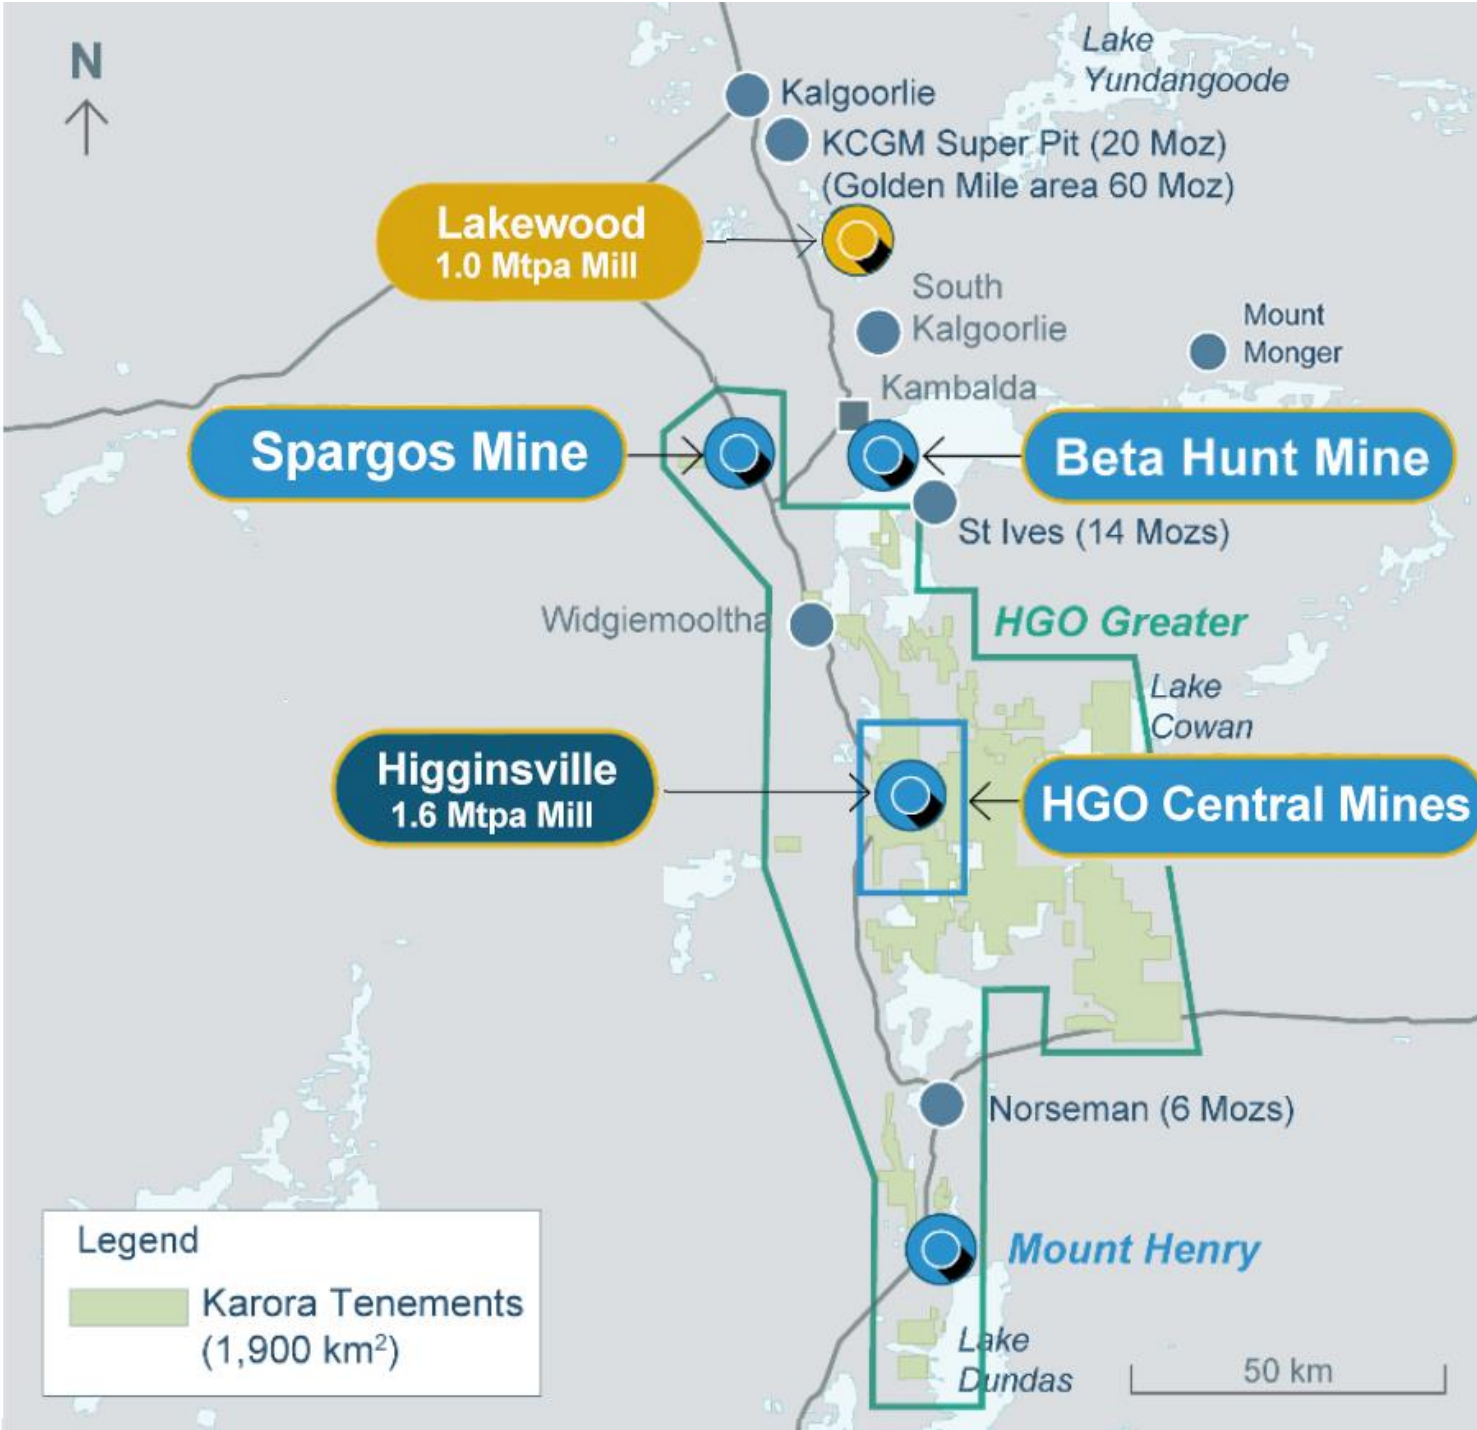 N
Lake
Yundangoode
Kalgoorlie
KCGM Super Pit (20 Moz)
(Golden Mile area 60 Moz)
Lakewood
1.0 Mtpa Mill
South
Kalgoorlie
Mount
Monger
Kambalda
Spargos Mine
Beta Hunt Mine
St Ives (14 Mozs)
Widgiemooltha
HGO Greater
Lake
Cowan
Higginsville
1.6 Mtpa Mill
HGO Central Mines
Norseman (6 Mozs)
Mount Henry
Legend
Karora Tenements
(1,900 km²)
Lake
Dundas
50 km